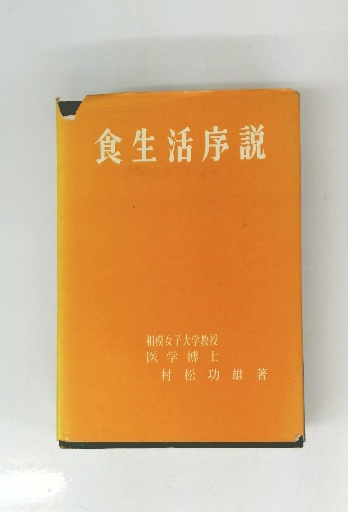 食生活序説
相模女子大学教授
医学博士
村松功雄著